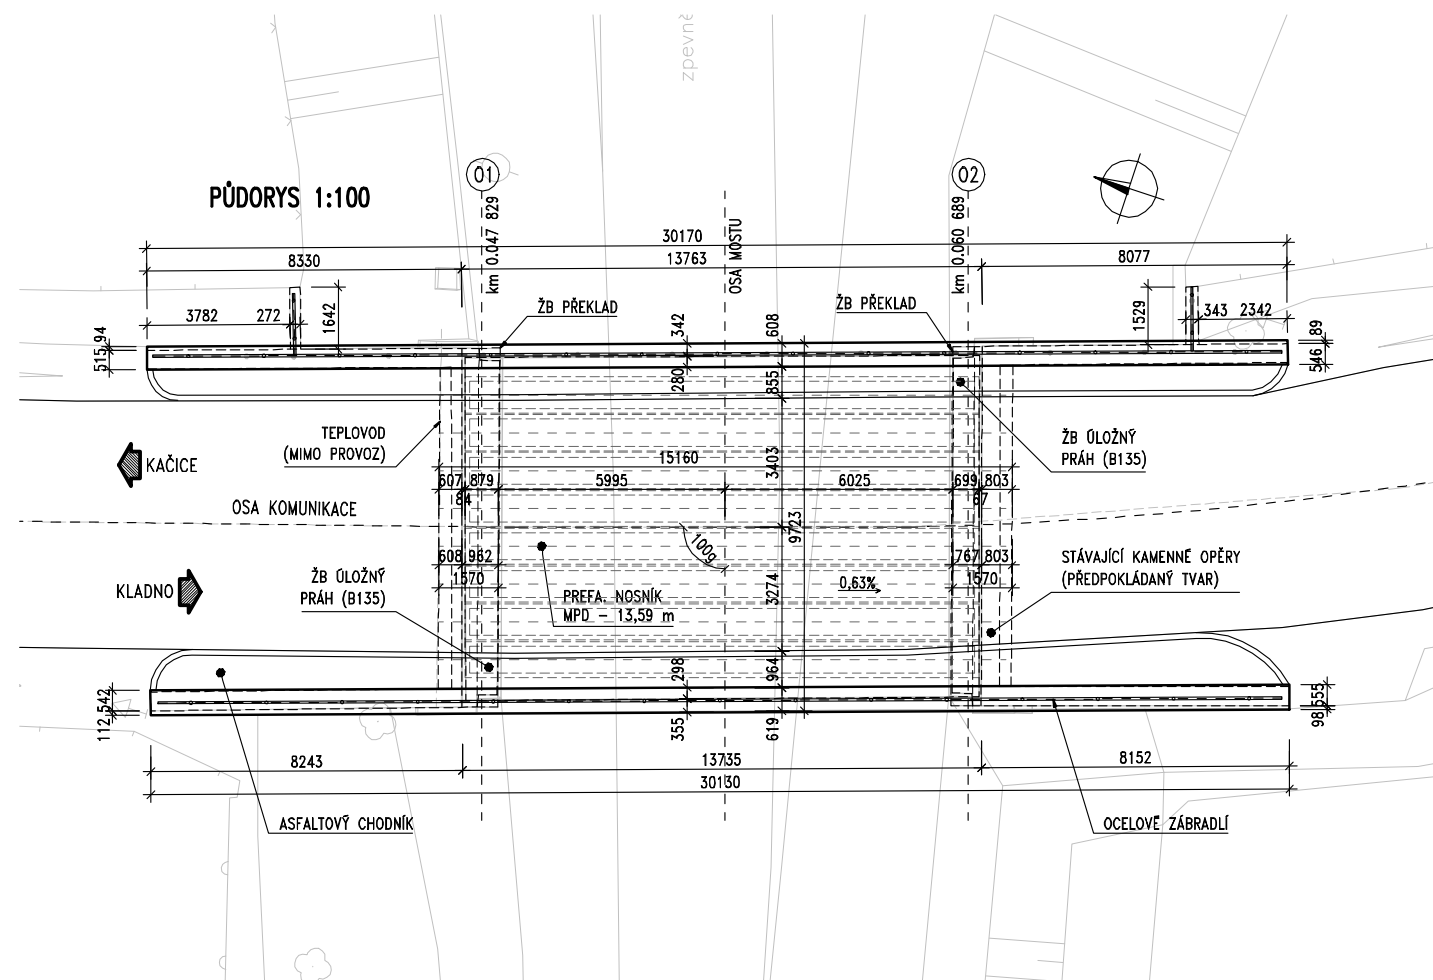 zpevně
01
02
PŮDORYS 1:100
km 0.047 829
OSA MOSTU
km 0.060 689
30170
8330
13763
8077
3782
272
1642
ŽB PŘEKLAD
342
608
ŽB PŘEKLAD
1529
343
2342
89
94
515
546
280
855
TEPLOVOD
(MIMO PROVOZ)
ŽB ÚLOŽNÝ
PRÁH (B135)
KAČICE
15160
3403
607
879
5995
6025
699
803
84
67
OSA KOMUNIKACE
9723
100g
608
962
767
803
1570
1570
STÁVAJÍCÍ KAMENNÉ OPĚRY
(PŘEDPOKLÁDANÝ TVAR)
KLADNO
ŽB ÚLOŽNÝ
PRÁH (B135)
PREFA. NOSNÍK
MPD – 13,59 m
3274
0,63%
298
964
542
112
355
619
555
98
8243
13735
8152
30130
ASFALTOVÝ CHODNÍK
OCELOVÉ ZÁBRADLÍ